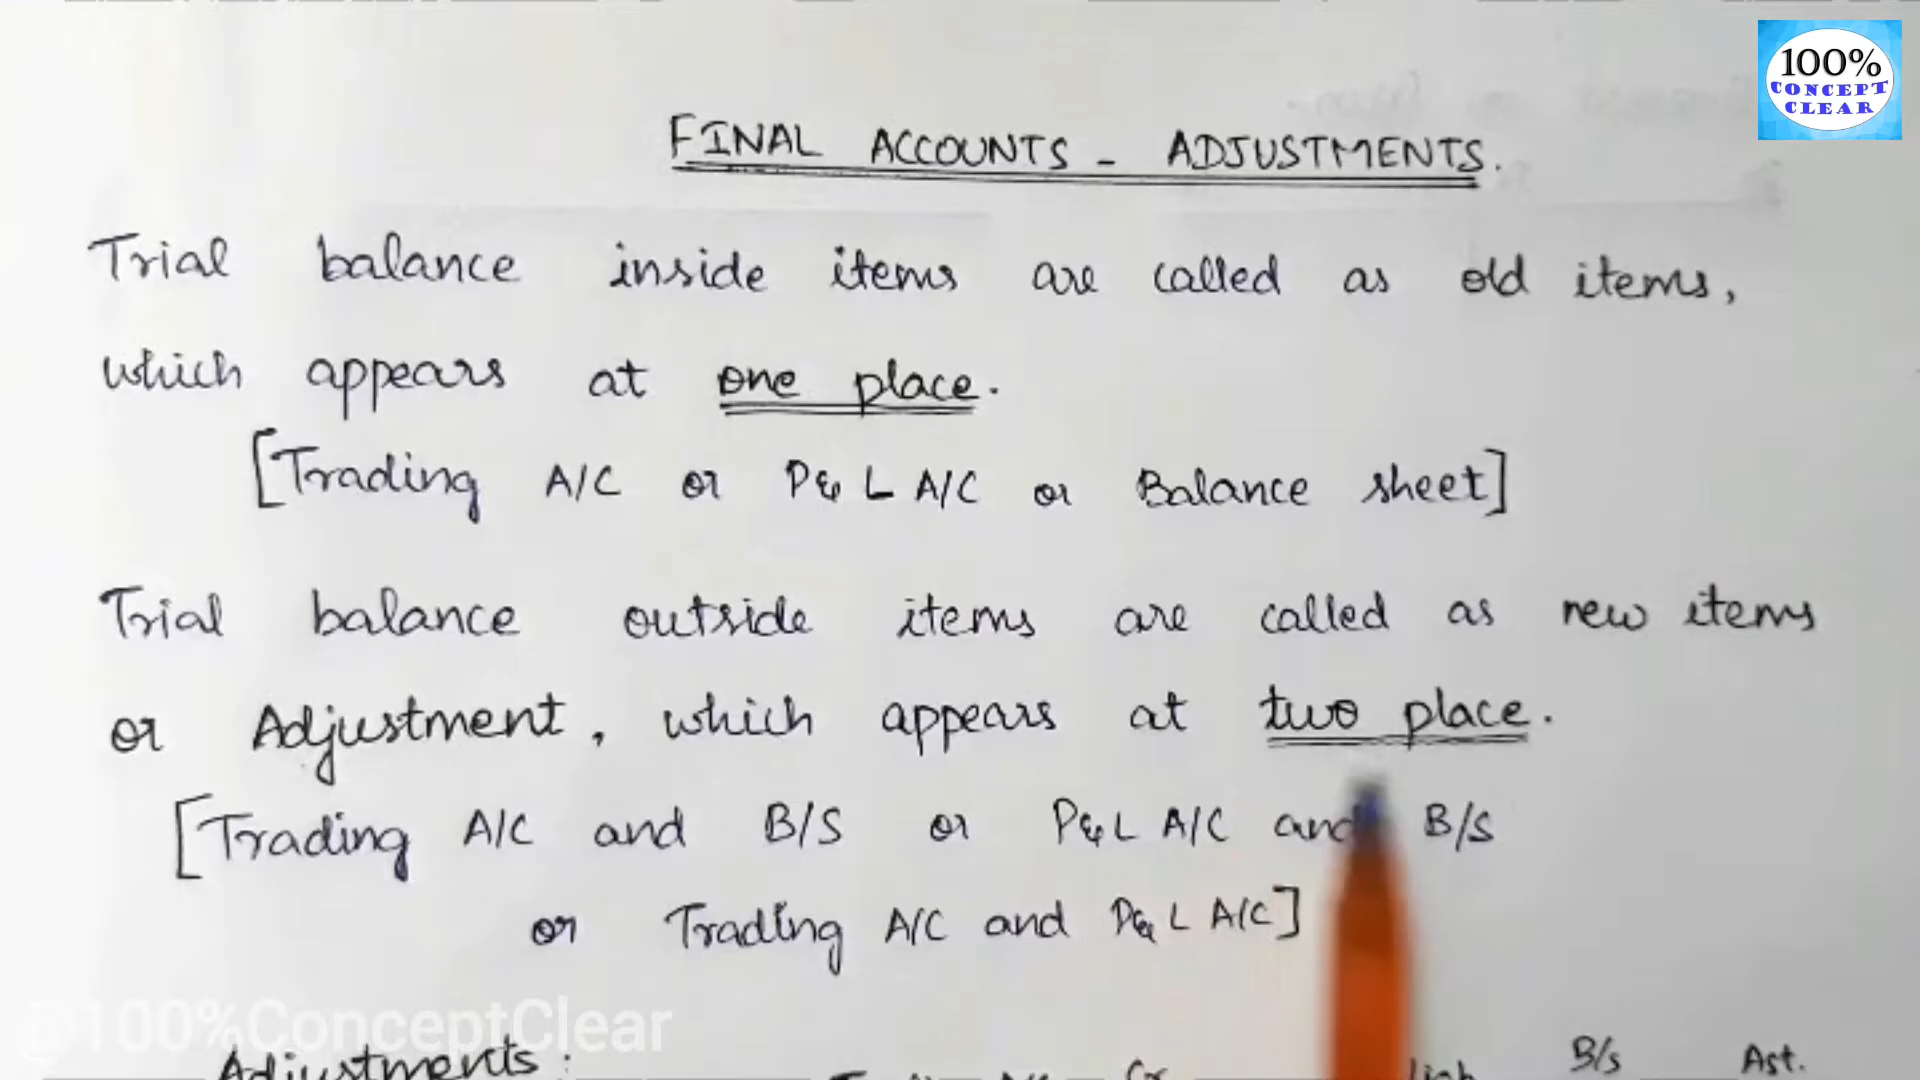 100%
CONCEPT
CLEAR
FINAL ACCOUNTS - ADJUSTMENTS.
Trial balance inside items are called as old items,
which appears at one place.
[Trading A/C or P& L A/C or Balance sheet]
Trial balance outside items are called as new items
or Adjustment, which appears at two place.
[Trading A/C and B/S or P& L A/C and B/S
or Trading A/C and P& L A/C]
@100%ConceptClear
Adjustments: B/S Ast.